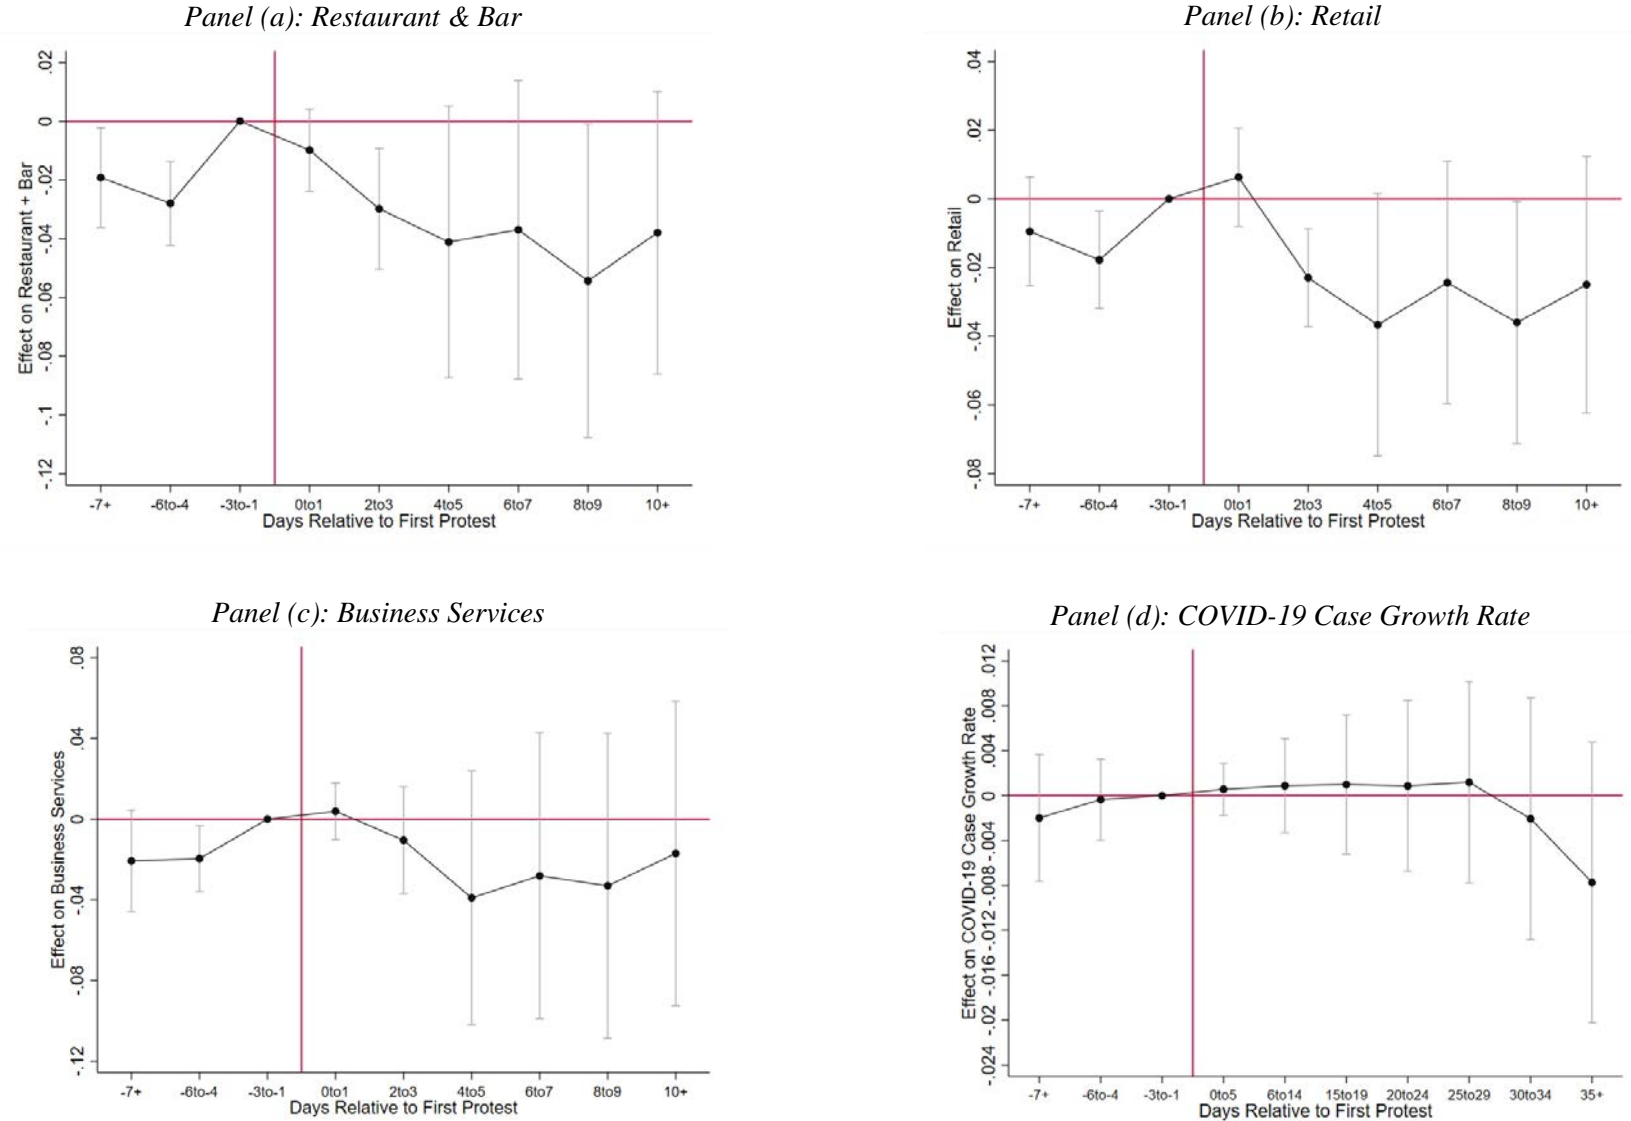 Panel (a): Restaurant & Bar
Effect on Restaurant + Bar
.02
0
-.02
-.04
-.06
-.08
-.1
-.12
-7+ -6to-4 -3to-1 0to1 2to3 4to5 6to7 8to9 10+
Days Relative to First Protest
Panel (b): Retail
Effect on Retail
.04
.02
0
-.02
-.04
-.06
-.08
-7+ -6to-4 -3to-1 0to1 2to3 4to5 6to7 8to9 10+
Days Relative to First Protest
Panel (c): Business Services
Effect on Business Services
.08
.04
0
-.04
-.08
-.12
-7+ -6to-4 -3to-1 0to1 2to3 4to5 6to7 8to9 10+
Days Relative to First Protest
Panel (d): COVID-19 Case Growth Rate
Effect on COVID-19 Case Growth Rate
.012
.008
.004
0
-.004
-.008
-.012
-.016
-.02
-.024
-7+ -6to-4 -3to-1 0to5 6to14 15to19 20to24 25to29 30to34 35+
Days Relative to First Protest